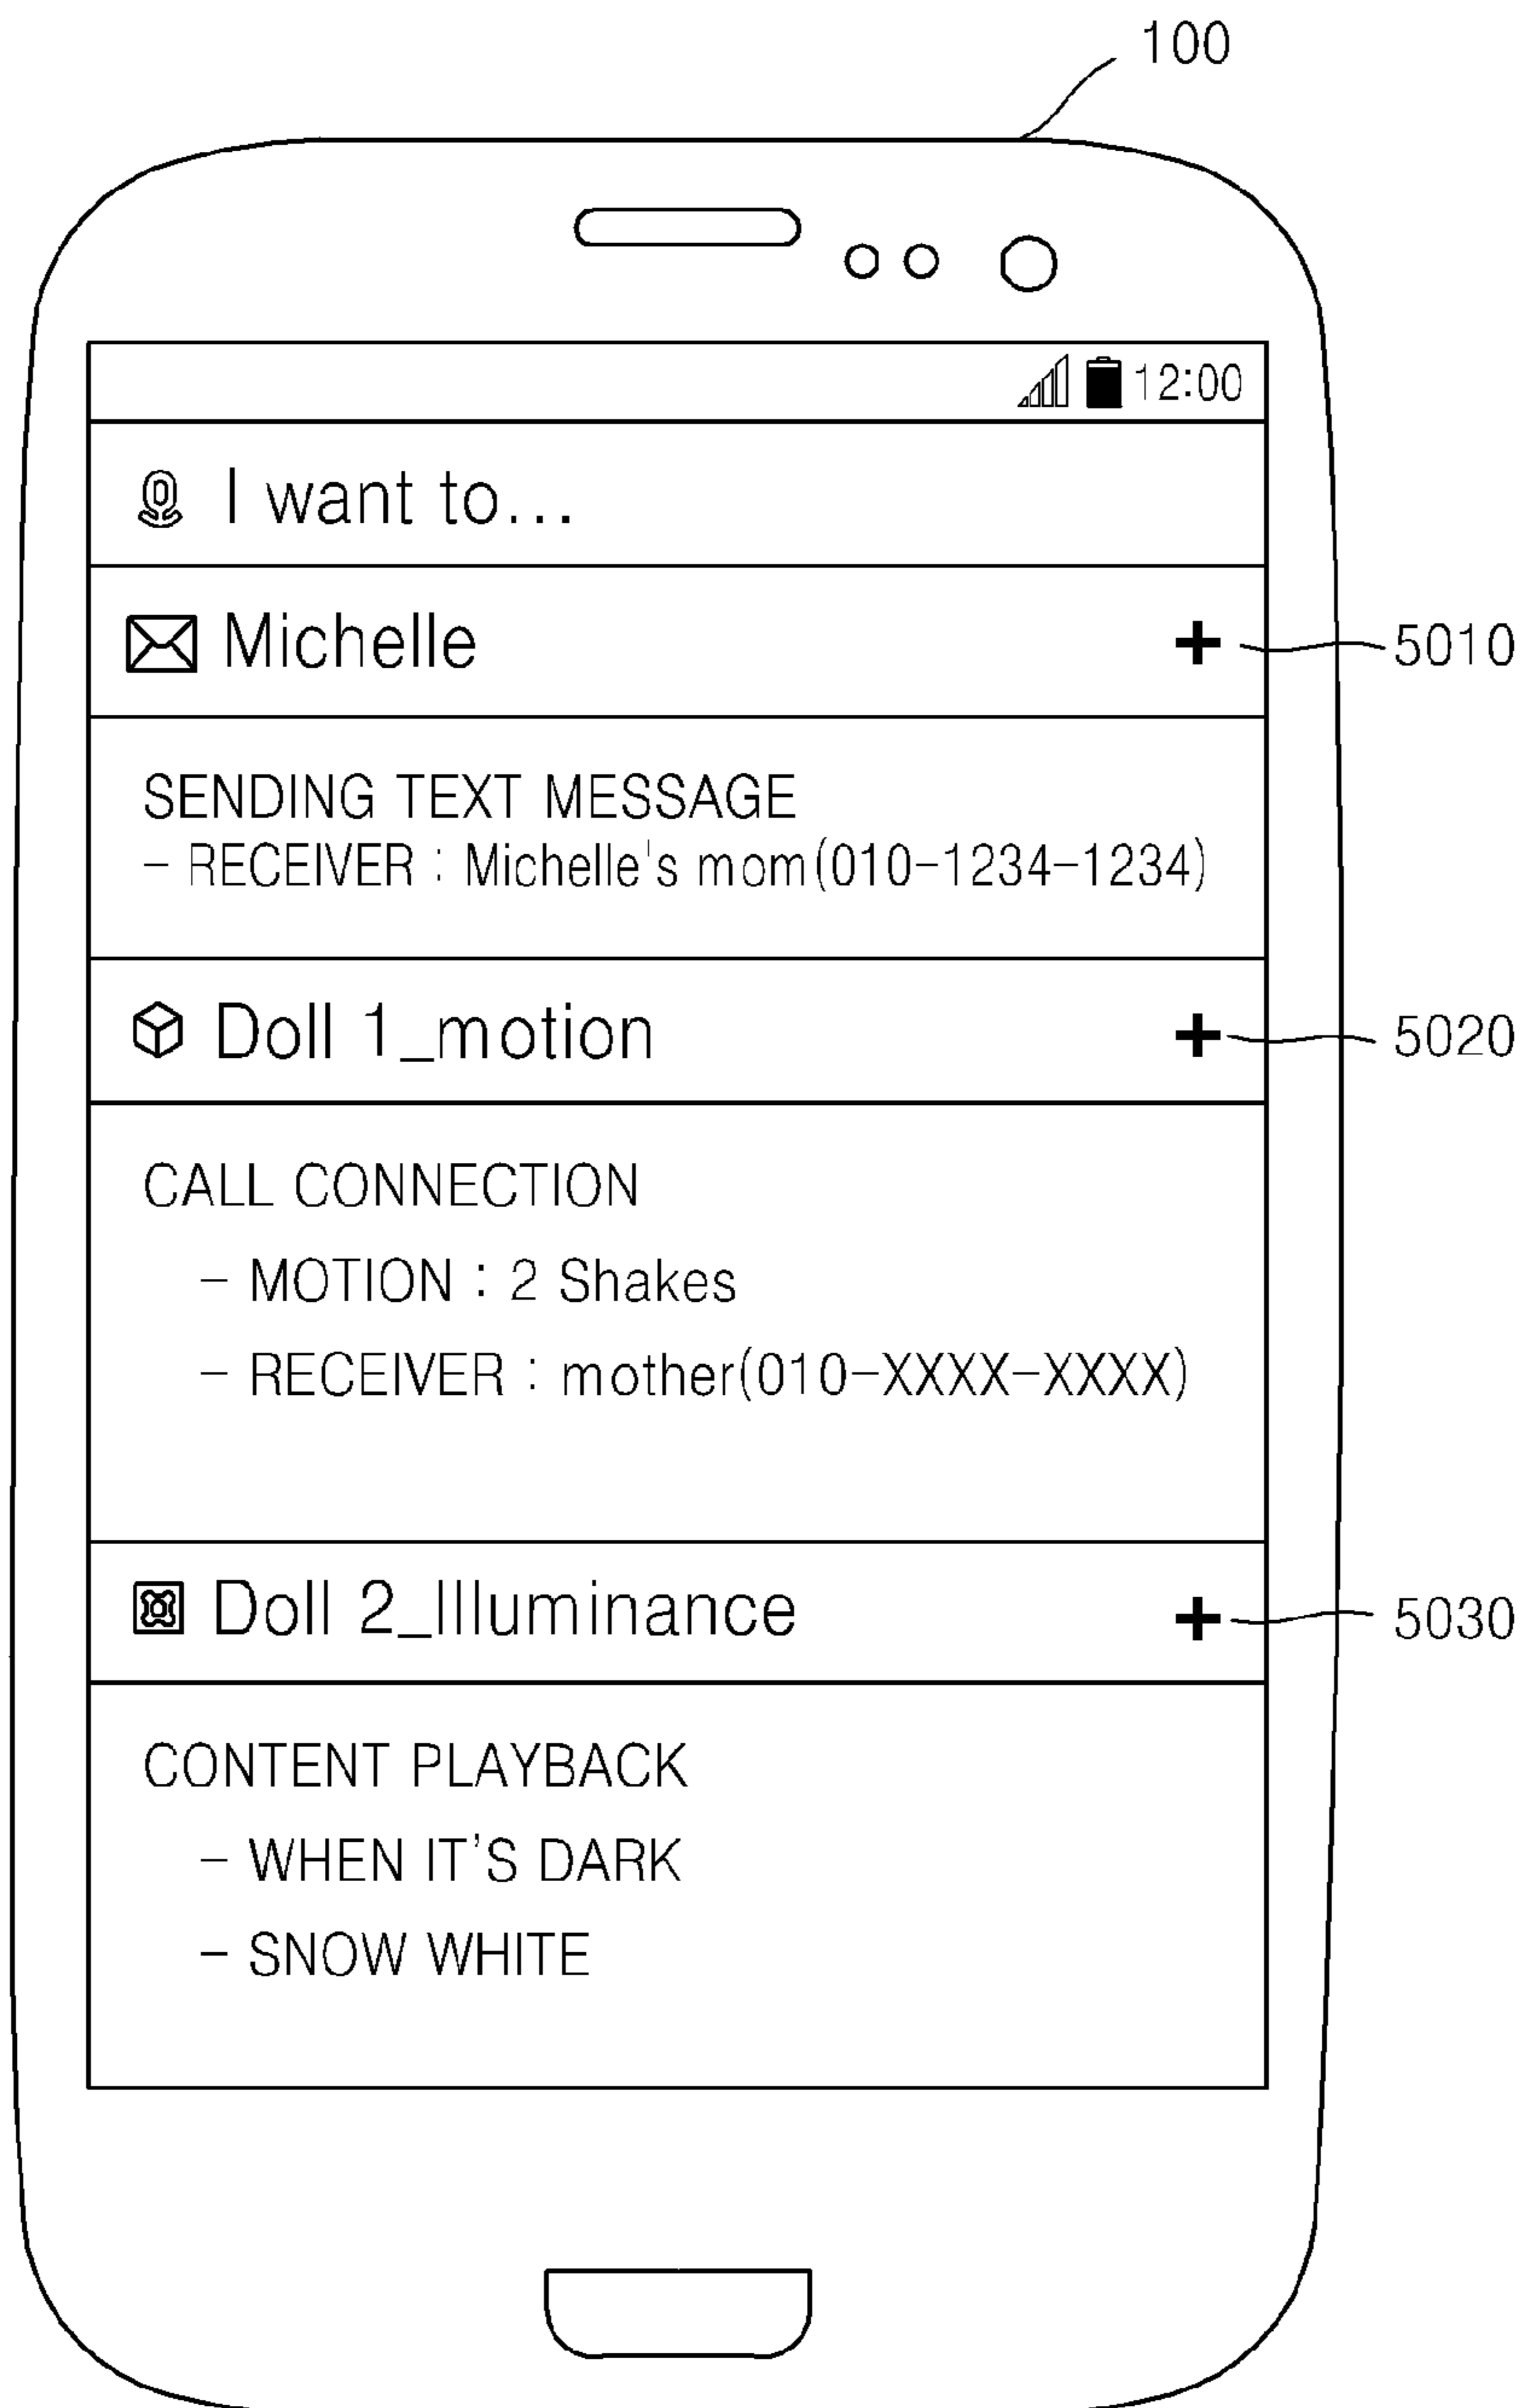 100
12:00
I want to...
Michelle + 5010
SENDING TEXT MESSAGE
- RECEIVER : Michelle's mom(010-1234-1234)
Doll 1_motion + 5020
CALL CONNECTION
- MOTION : 2 Shakes
- RECEIVER : mother(010-XXXX-XXXX)
Doll 2_Illuminance + 5030
CONTENT PLAYBACK
- WHEN IT'S DARK
- SNOW WHITE